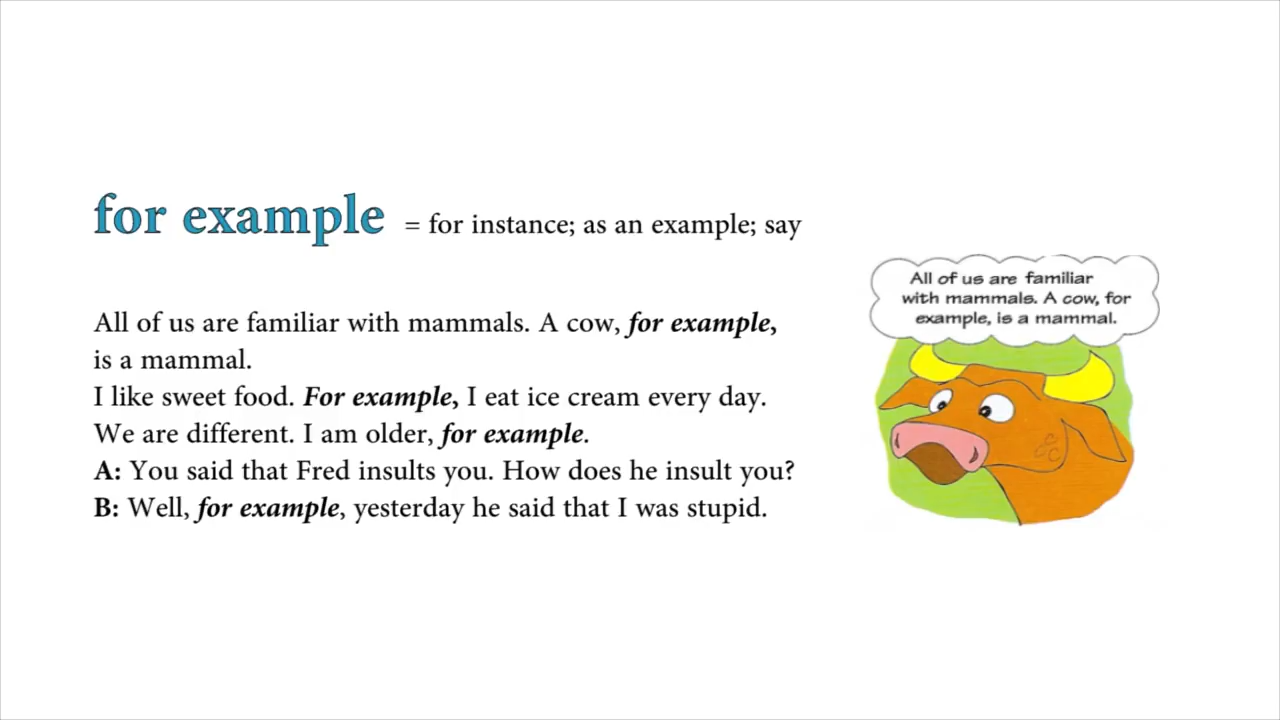 for example = for instance; as an example; say
All of us are familiar with mammals. A cow, for example,
is a mammal.
I like sweet food. For example, I eat ice cream every day.
We are different. I am older, for example.
A: You said that Fred insults you. How does he insult you?
B: Well, for example, yesterday he said that I was stupid.
All of us are familiar
with mammals. A cow, for
example, is a mammal.